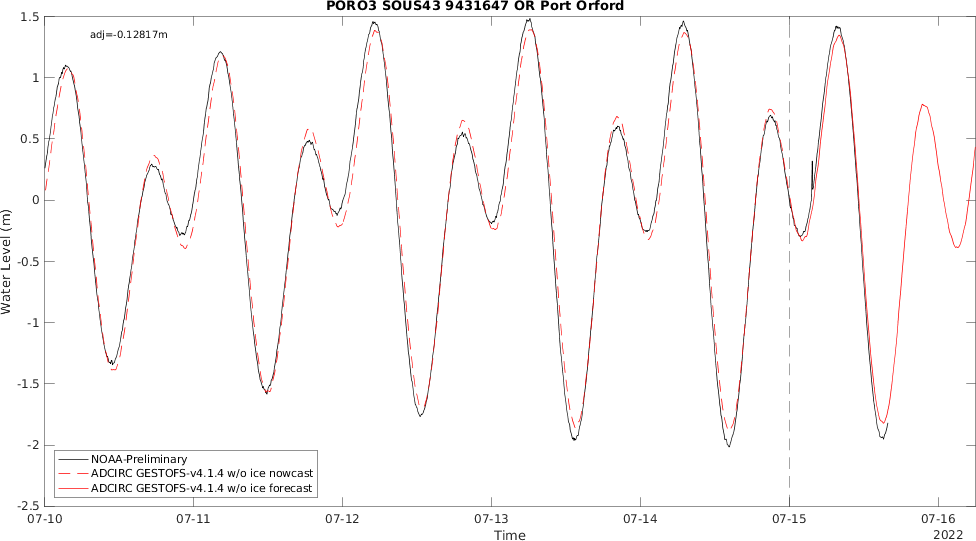 PORO3 SOUS43 9431647 OR Port Orford
adj=-0.12817m
1.5
1
0.5
0
-0.5
-1
-1.5
-2
-2.5
Water Level (m)
NOAA-Preliminary
ADCIRC GESTOFS-v4.1.4 w/o ice nowcast
ADCIRC GESTOFS-v4.1.4 w/o ice forecast
07-10 07-11 07-12 07-13 07-14 07-15 07-16
Time
2022